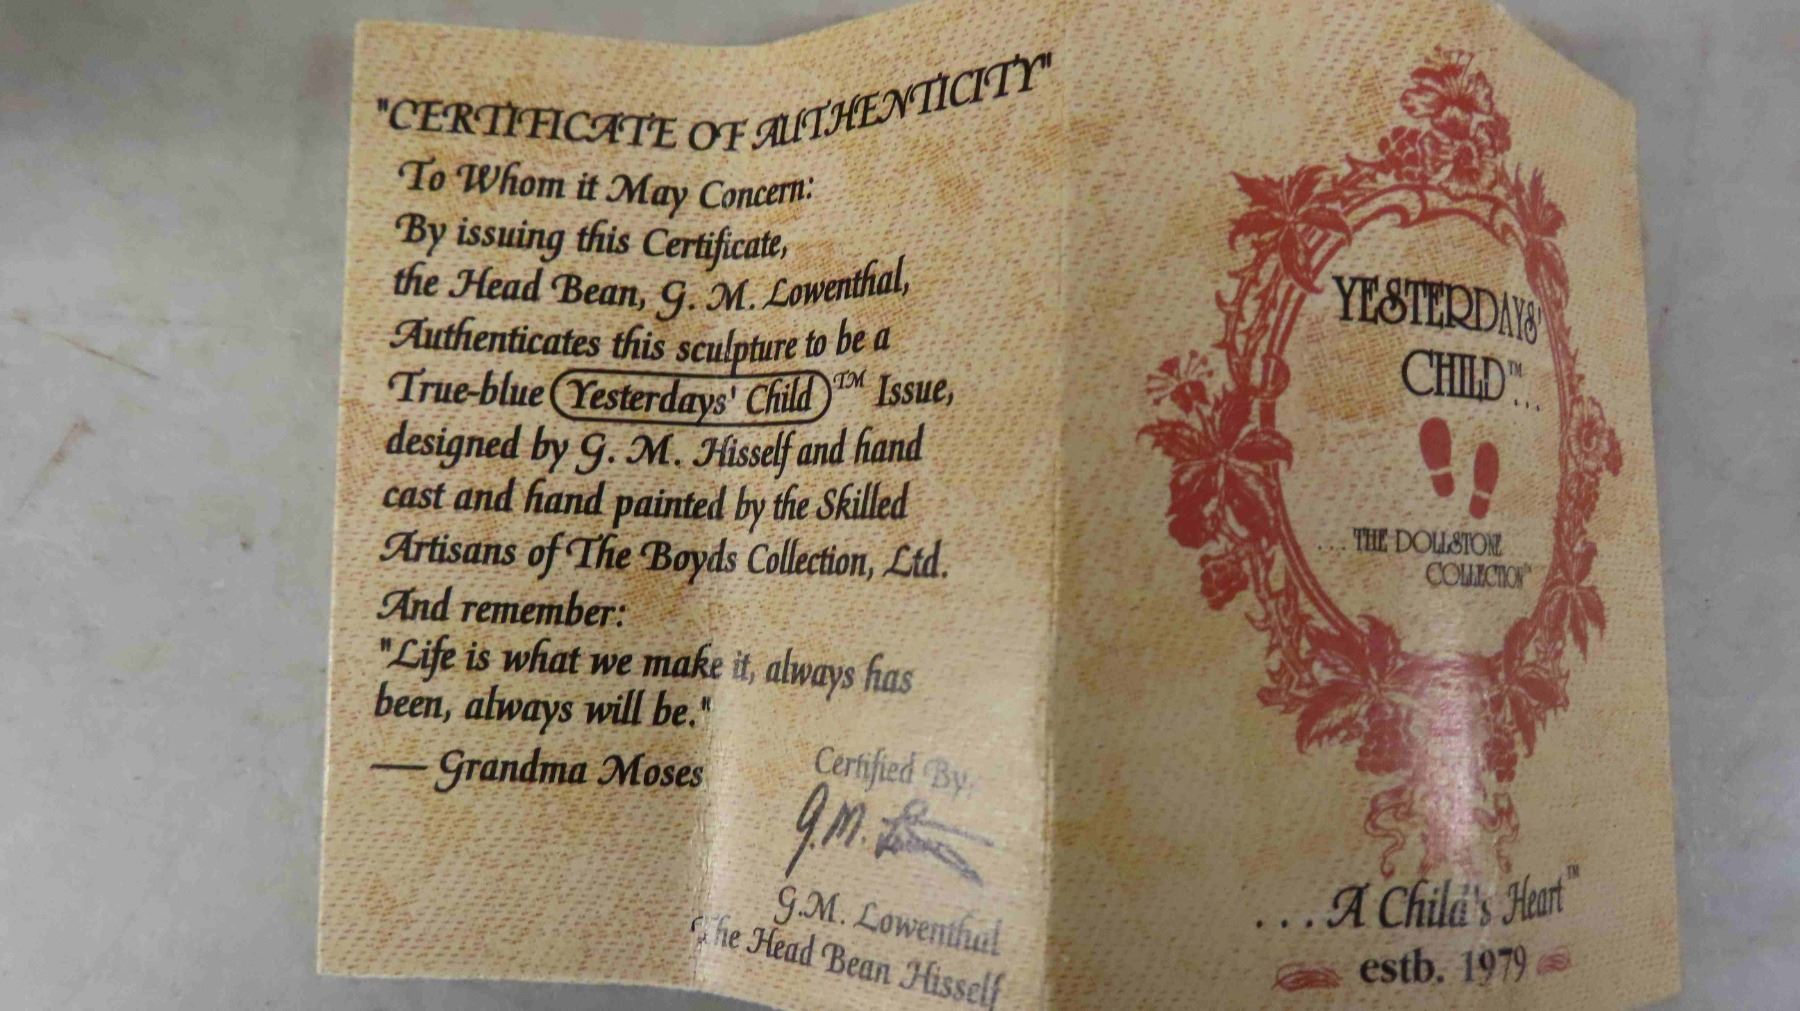 "CERTIFICATE OF AUTHENTICITY"
To Whom it May Concern:
By issuing this Certificate,
the Head Bean, G. M. Lowenthal,
Authenticates this sculpture to be a
True-blue Yesterdays' Child™ Issue,
designed by G. M. Hisself and hand
cast and hand painted by the Skilled
Artisans of The Boyds Collection, Ltd.
And remember:
"Life is what we make it, always has
been, always will be."
— Grandma Moses
Certified By:
G.M.
G.M. Lowenthal
The Head Bean Hisself
YESTERDAYS'
CHILD™...
...THE DOLLSTONE
COLLECTION™
...A Child's Heart™
estb. 1979